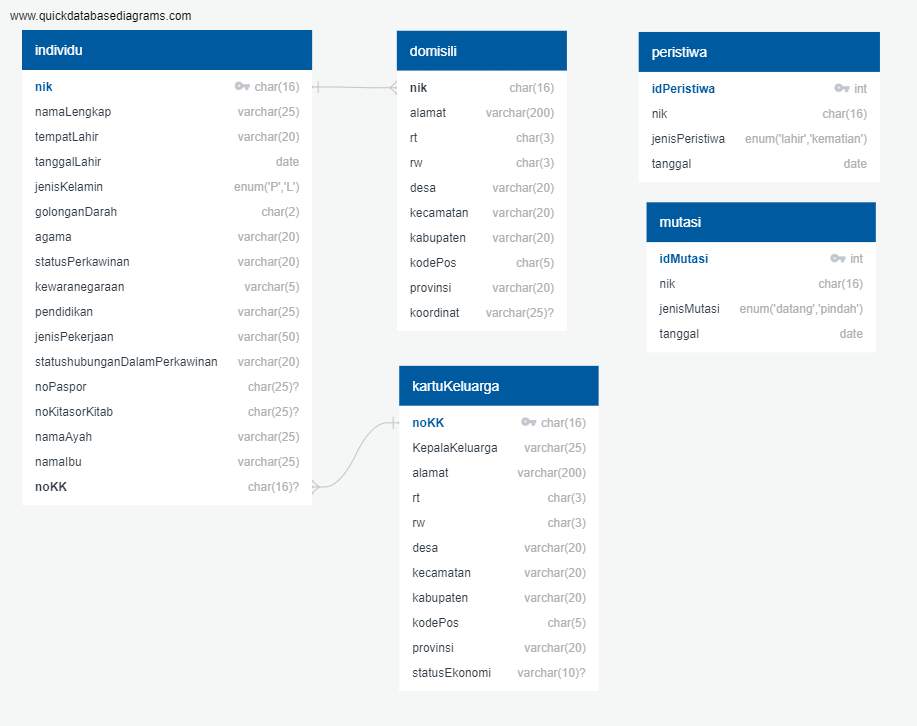 www.quickdatabasediagrams.com
individu
nik char(16)
namaLengkap varchar(25)
tempatLahir varchar(20)
tanggalLahir date
jenisKelamin enum('P','L')
golonganDarah char(2)
agama varchar(20)
statusPerkawinan varchar(20)
kewaranegaraan varchar(5)
pendidikan varchar(25)
jenisPekerjaan varchar(50)
statushubunganDalamPerkawinan varchar(20)
noPaspor char(25)?
noKitasorKitab char(25)?
namaAyah varchar(25)
namaIbu varchar(25)
noKK char(16)?
domisili
nik char(16)
alamat varchar(200)
rt char(3)
rw char(3)
desa varchar(20)
kecamatan varchar(20)
kabupaten varchar(20)
kodePos char(5)
provinsi varchar(20)
koordinat varchar(25)?
kartuKeluarga
noKK char(16)
KepalaKeluarga varchar(25)
alamat varchar(200)
rt char(3)
rw char(3)
desa varchar(20)
kecamatan varchar(20)
kabupaten varchar(20)
kodePos char(5)
provinsi varchar(20)
statusEkonomi varchar(10)?
peristiwa
idPeristiwa int
nik char(16)
jenisPeristiwa enum('lahir','kematian')
tanggal date
mutasi
idMutasi int
nik char(16)
jenisMutasi enum('datang','pindah')
tanggal date